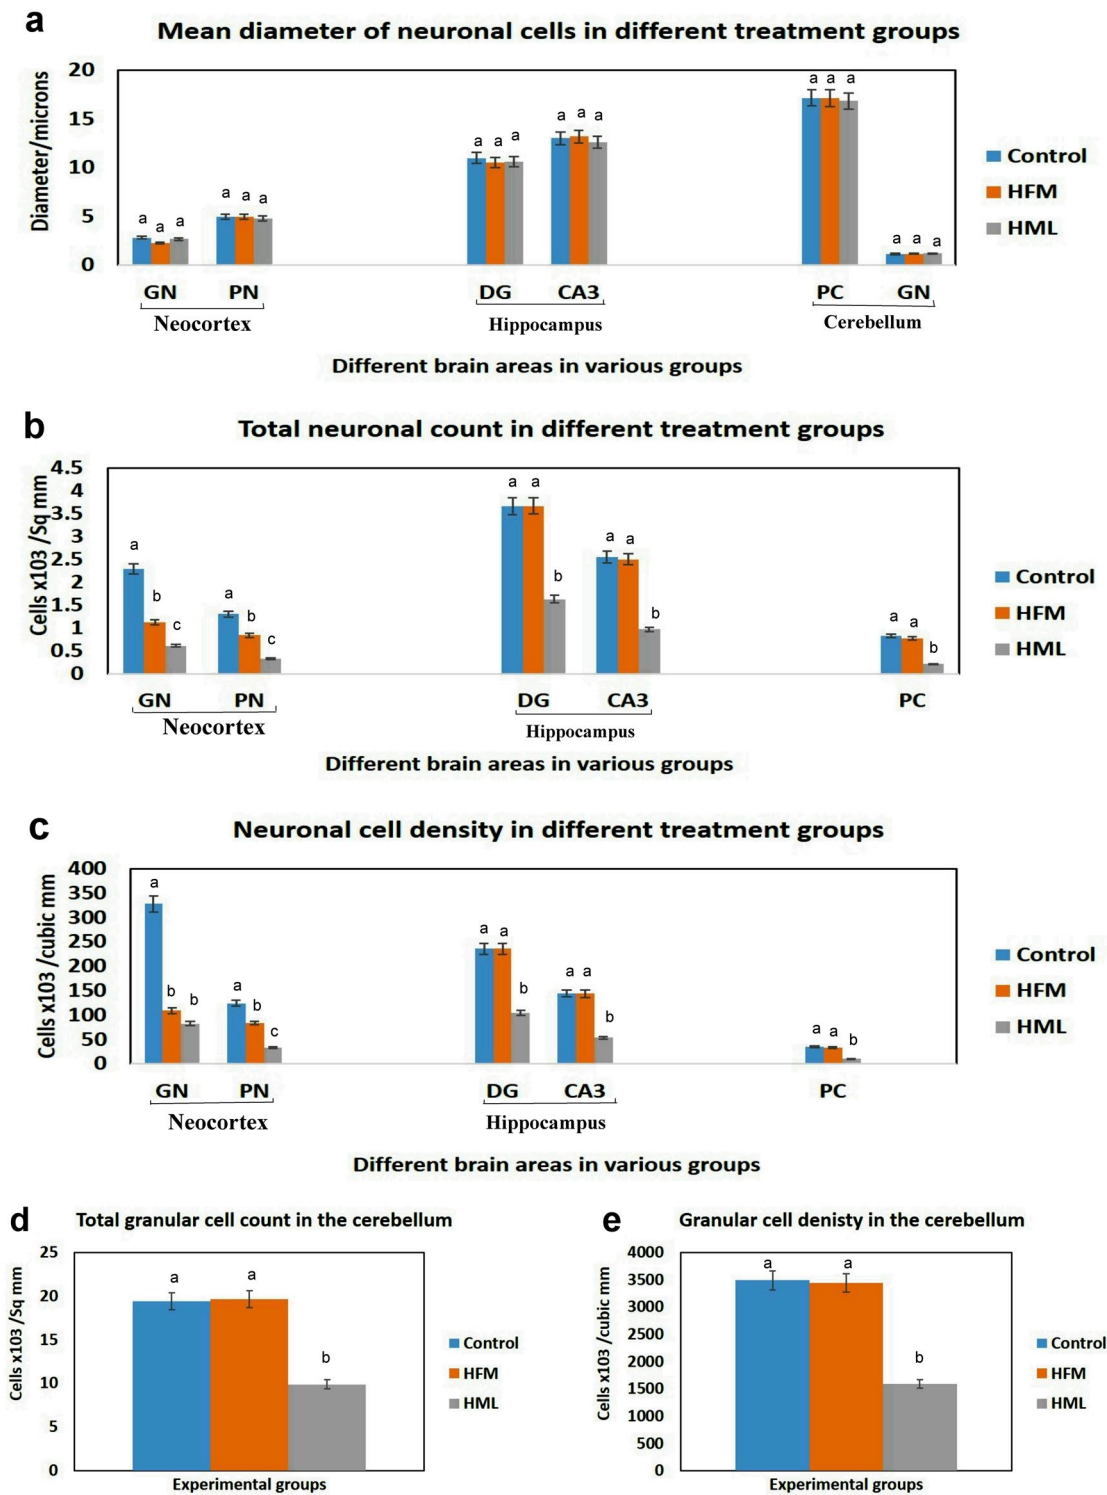 a
Mean diameter of neuronal cells in different treatment groups
Diameter/microns
20
15
10
5
0
a a a
a a a
a a a
a a a
a a a
a a a
GN PN DG CA3 PC GN
Neocortex Hippocampus Cerebellum
Different brain areas in various groups
Control
HFM
HML
b
Total neuronal count in different treatment groups
Cells x103 /Sq mm
4.5
4
3.5
3
2.5
2
1.5
1
0.5
0
a b c
a b c
a a b
a a b
a a b
GN PN DG CA3 PC
Neocortex Hippocampus
Different brain areas in various groups
Control
HFM
HML
c
Neuronal cell density in different treatment groups
Cells x103 /cubic mm
400
350
300
250
200
150
100
50
0
a b b
a b c
a a b
a a b
a a b
GN PN DG CA3 PC
Neocortex Hippocampus
Different brain areas in various groups
Control
HFM
HML
d
Total granular cell count in the cerebellum
Cells x103 /Sq mm
25
20
15
10
5
0
a a b
Experimental groups
Control
HFM
HML
e
Granular cell denisty in the cerebellum
Cells x103 /cubic mm
4000
3500
3000
2500
2000
1500
1000
500
0
a a b
Experimental groups
Control
HFM
HML